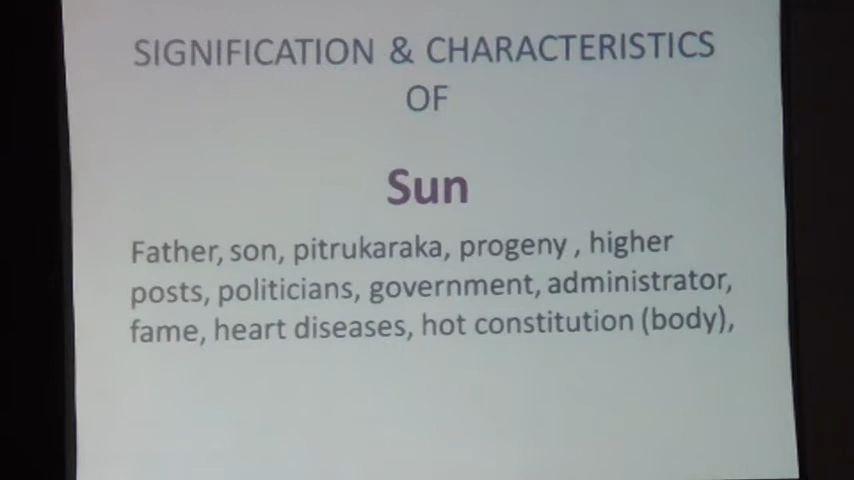 SIGNIFICATION & CHARACTERISTICS
OF
Sun
Father, son, pitrukaraka, progeny , higher
posts, politicians, government, administrator,
fame, heart diseases, hot constitution (body),